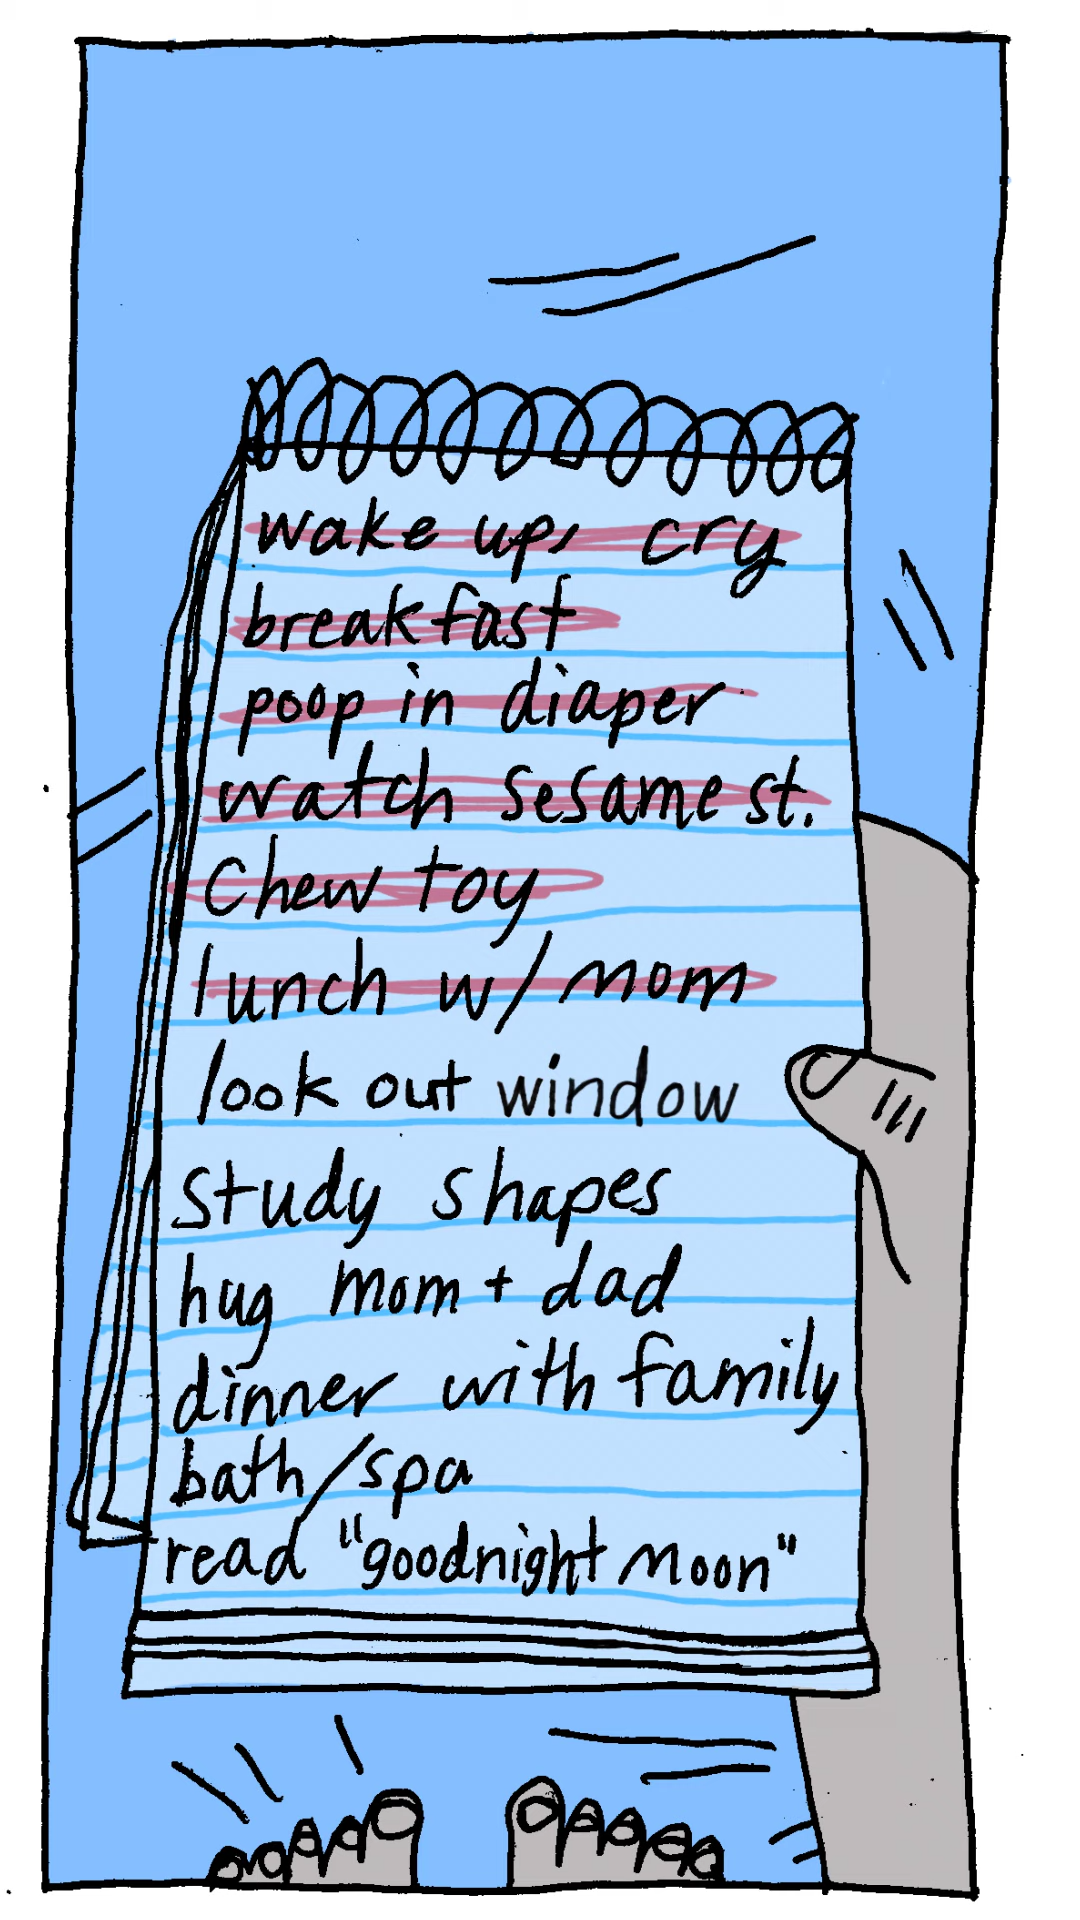 wake up, cry
breakfast
poop in diaper
watch sesame st.
Chew toy
lunch w/ mom
look out window
study shapes
hug mom + dad
dinner with family
bath/spa
read "goodnight moon"